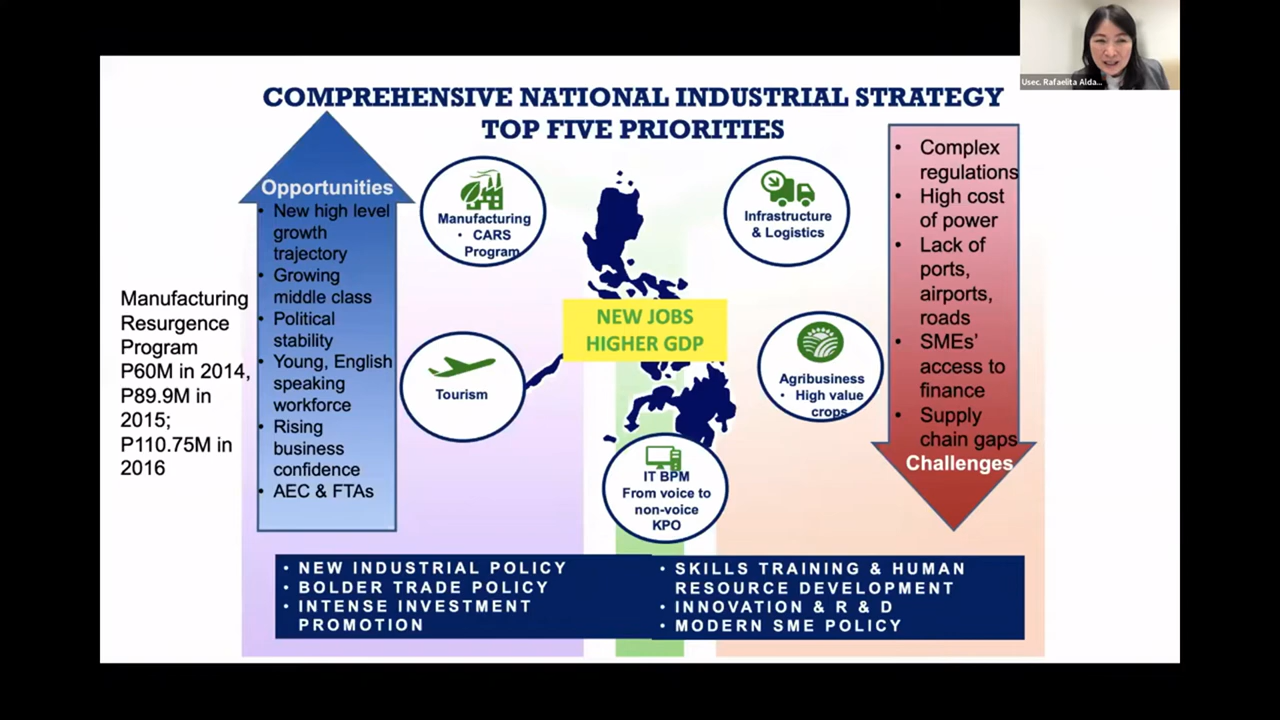 Usec. Rafaelita Alda...
COMPREHENSIVE NATIONAL INDUSTRIAL STRATEGY
TOP FIVE PRIORITIES
Manufacturing
Resurgence
Program
P60M in 2014,
P89.9M in
2015;
P110.75M in
2016
Opportunities
• New high level
growth
trajectory
• Growing
middle class
• Political
stability
• Young, English
speaking
workforce
• Rising
business
confidence
• AEC & FTAs
Manufacturing
• CARS
Program
Tourism
NEW JOBS
HIGHER GDP
IT BPM
From voice to
non-voice
KPO
Infrastructure
& Logistics
Agribusiness
• High value
crops
• Complex
regulations
• High cost
of power
• Lack of
ports,
airports,
roads
• SMEs'
access to
finance
• Supply
chain gaps
Challenges
• NEW INDUSTRIAL POLICY
• BOLDER TRADE POLICY
• INTENSE INVESTMENT
PROMOTION
• SKILLS TRAINING & HUMAN
RESOURCE DEVELOPMENT
• INNOVATION & R & D
• MODERN SME POLICY